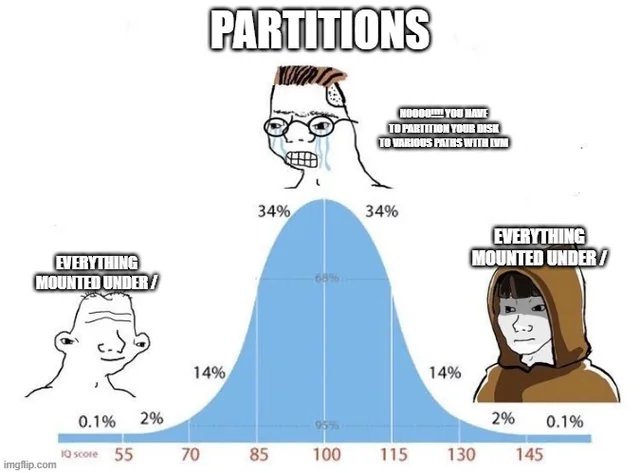 PARTITIONS
NOOOO!!!! YOU HAVE
TO PARTITION YOUR DISK
TO VARIOUS PATHS WITH LVM
34% 34%
EVERYTHING
MOUNTED UNDER /
EVERYTHING
MOUNTED UNDER /
68%
14% 14%
0.1% 2% 95% 2% 0.1%
IQ score 55 70 85 100 115 130 145
imgflip.com